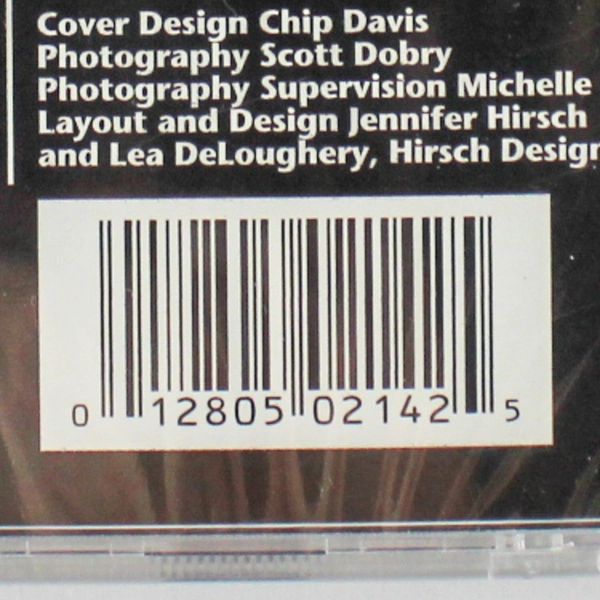 Cover Design Chip Davis
Photography Scott Dobry
Photography Supervision Michelle
Layout and Design Jennifer Hirsch
and Lea DeLoughery, Hirsch Design
0 12805 02142 5